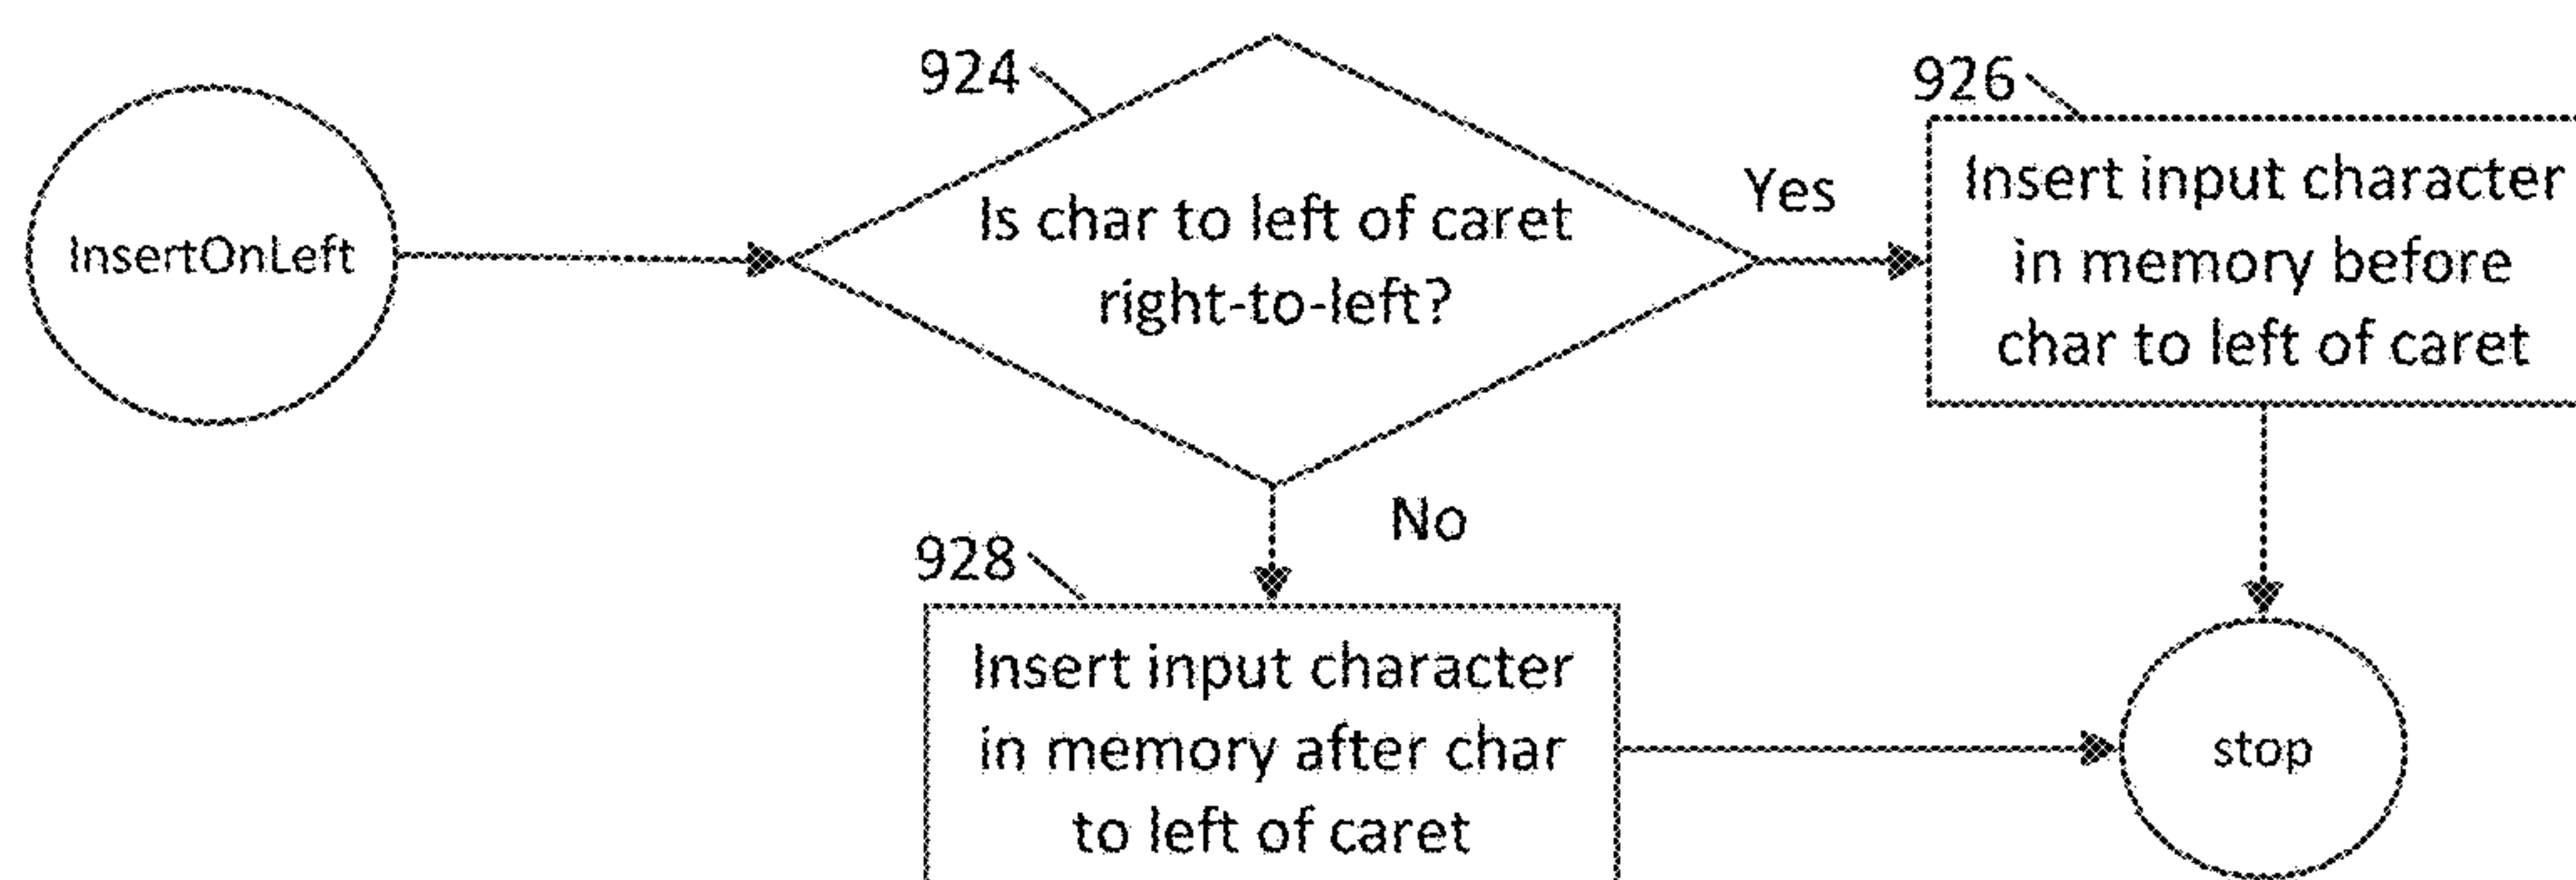 924
926
InsertOnLeft
Is char to left of caret
right-to-left?
Yes
Insert input character
in memory before
char to left of caret
No
928
Insert input character
in memory after char
to left of caret
stop